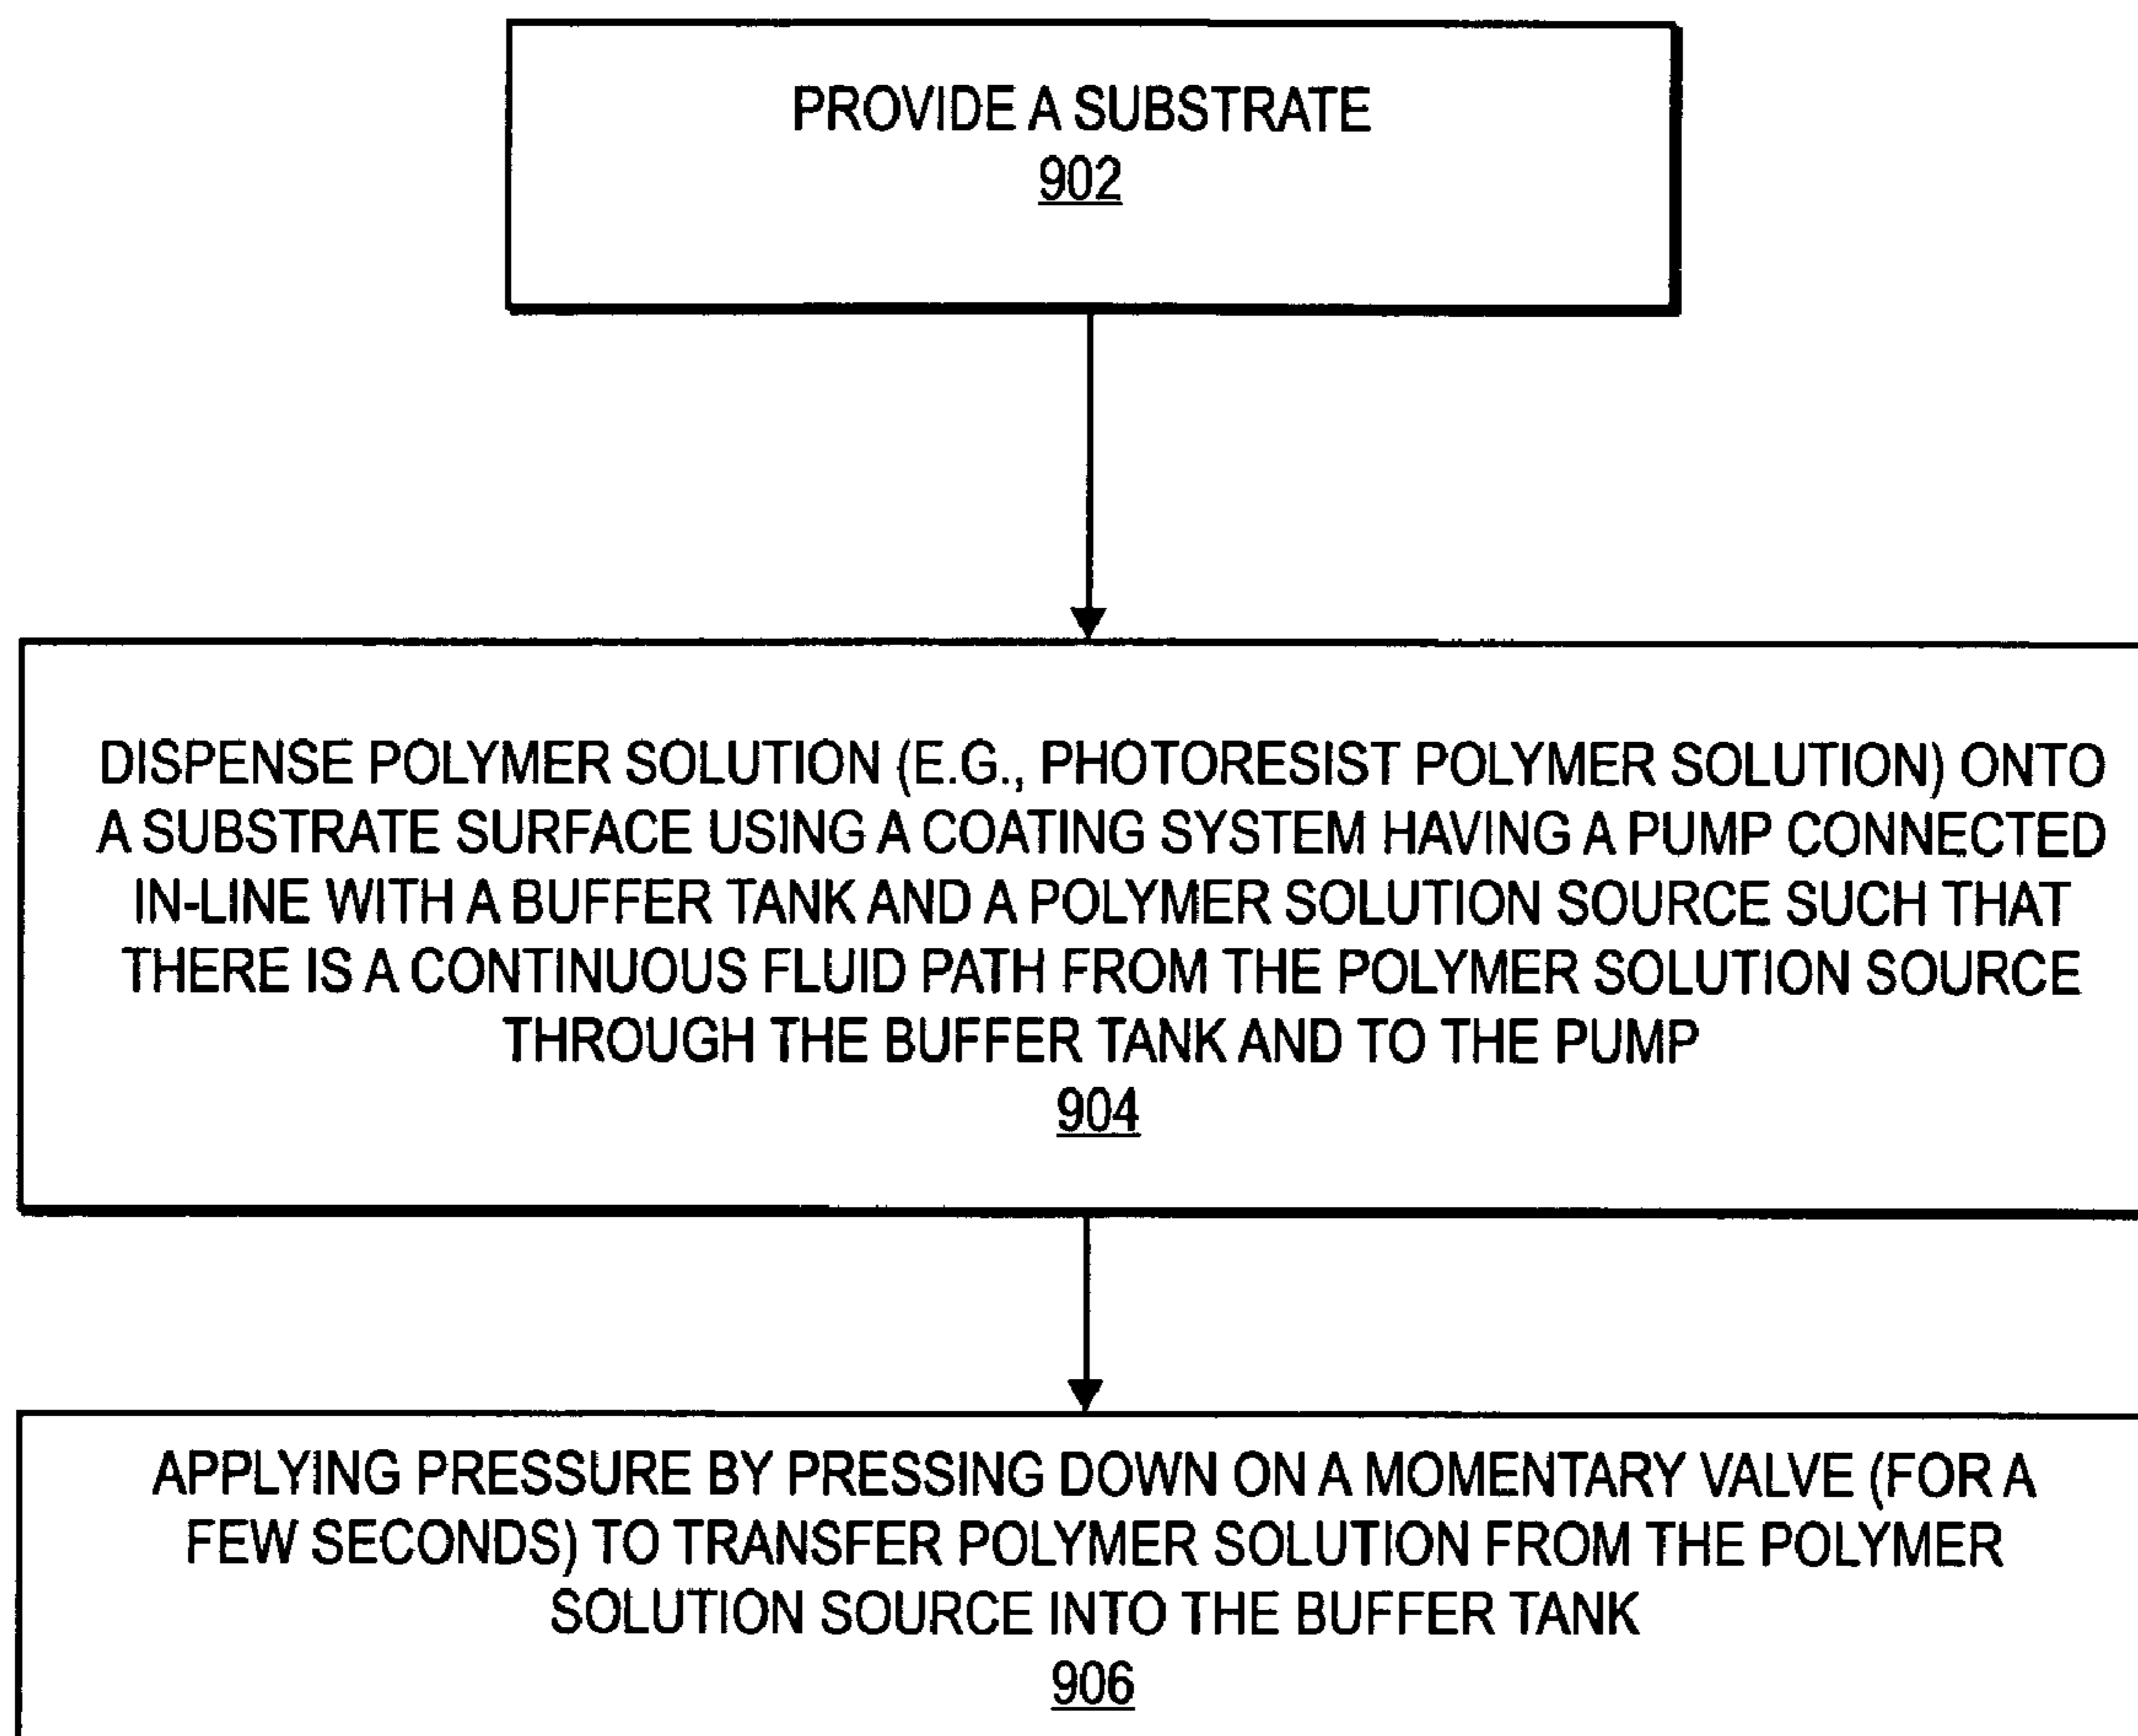 PROVIDE A SUBSTRATE
902
DISPENSE POLYMER SOLUTION (E.G., PHOTORESIST POLYMER SOLUTION) ONTO
A SUBSTRATE SURFACE USING A COATING SYSTEM HAVING A PUMP CONNECTED
IN-LINE WITH A BUFFER TANK AND A POLYMER SOLUTION SOURCE SUCH THAT
THERE IS A CONTINUOUS FLUID PATH FROM THE POLYMER SOLUTION SOURCE
THROUGH THE BUFFER TANK AND TO THE PUMP
904
APPLYING PRESSURE BY PRESSING DOWN ON A MOMENTARY VALVE (FOR A
FEW SECONDS) TO TRANSFER POLYMER SOLUTION FROM THE POLYMER
SOLUTION SOURCE INTO THE BUFFER TANK
906